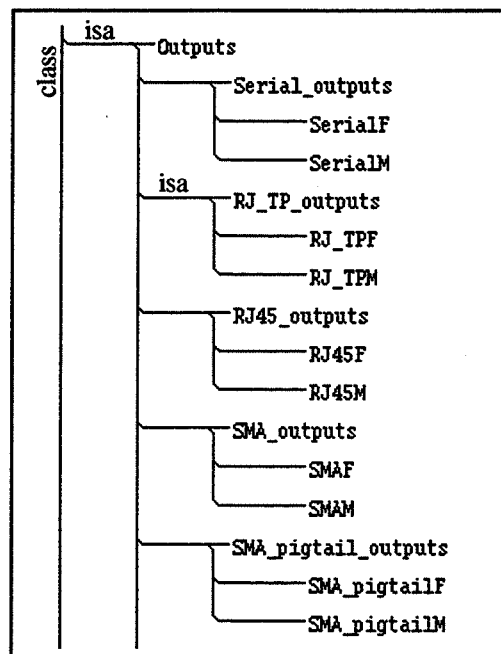 isa
class
Outputs
Serial_outputs
SerialF
SerialM
isa
RJ_TP_outputs
RJ_TPF
RJ_TPM
RJ45_outputs
RJ45F
RJ45M
SMA_outputs
SMAF
SMAM
SMA_pigtail_outputs
SMA_pigtailF
SMA_pigtailM